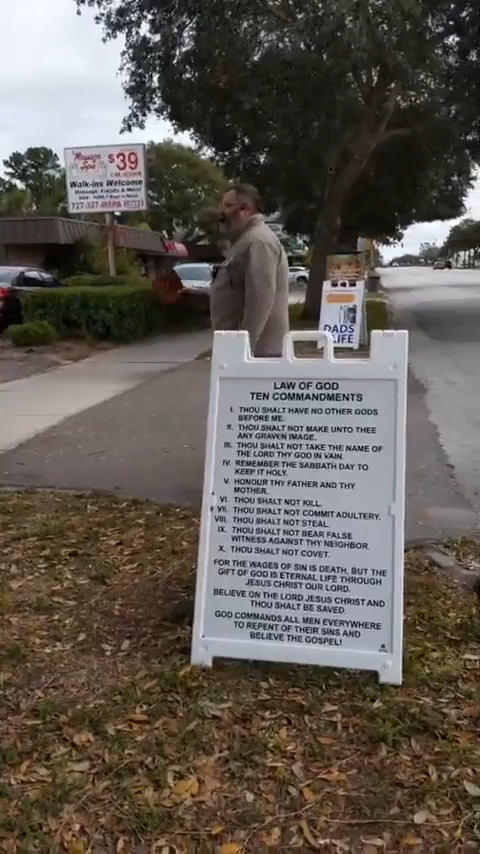 Massage Spa $39
Walk-ins Welcome
DADS
LIFE
LAW OF GOD
TEN COMMANDMENTS
I. THOU SHALT HAVE NO OTHER GODS
BEFORE ME.
II. THOU SHALT NOT MAKE UNTO THEE
ANY GRAVEN IMAGE.
III. THOU SHALT NOT TAKE THE NAME OF
THE LORD THY GOD IN VAIN.
IV. REMEMBER THE SABBATH DAY TO
KEEP IT HOLY.
V. HONOUR THY FATHER AND THY
MOTHER.
VI. THOU SHALT NOT KILL.
VII. THOU SHALT NOT COMMIT ADULTERY.
VIII. THOU SHALT NOT STEAL.
IX. THOU SHALT NOT BEAR FALSE
WITNESS AGAINST THY NEIGHBOR.
X. THOU SHALT NOT COVET.
FOR THE WAGES OF SIN IS DEATH, BUT THE
GIFT OF GOD IS ETERNAL LIFE THROUGH
JESUS CHRIST OUR LORD.
BELIEVE ON THE LORD JESUS CHRIST AND
THOU SHALT BE SAVED.
GOD COMMANDS ALL MEN EVERYWHERE
TO REPENT OF THEIR SINS AND
BELIEVE THE GOSPEL!